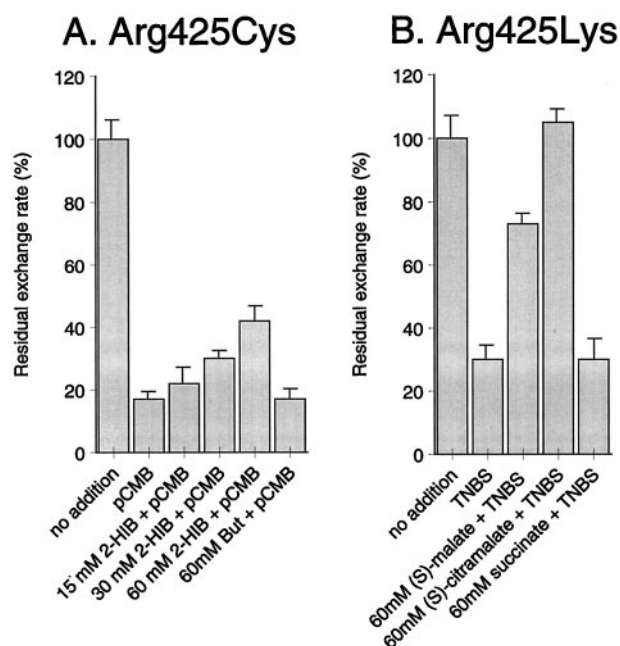 A. Arg425Cys
Residual exchange rate (%)
120
100
80
60
40
20
0
no addition
pCMB
15 mM 2-HIB + pCMB
30 mM 2-HIB + pCMB
60 mM 2-HIB + pCMB
60mM But + pCMB
B. Arg425Lys
Residual exchange rate (%)
120
100
80
60
40
20
0
no addition
TNBS
60mM (S)-malate + TNBS
60mM (S)-citramalate + TNBS
60mM succinate + TNBS